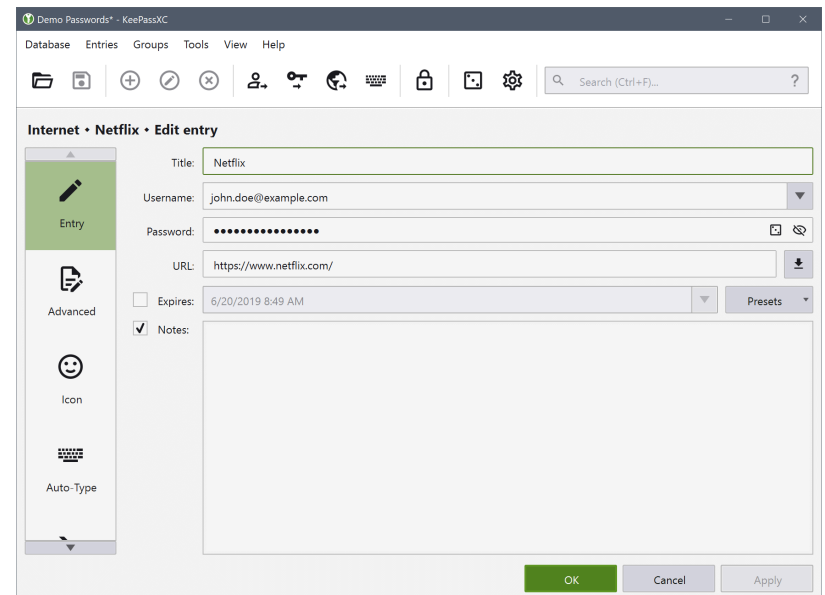 Demo Passwords* - KeePassXC
Database Entries Groups Tools View Help
Search (Ctrl+F)... ?
Internet • Netflix • Edit entry
Title: Netflix
Entry
Username: john.doe@example.com
Password: ••••••••••••••••
URL: https://www.netflix.com/
Advanced
Expires: 6/20/2019 8:49 AM Presets
Notes:
Icon
Auto-Type
OK Cancel Apply